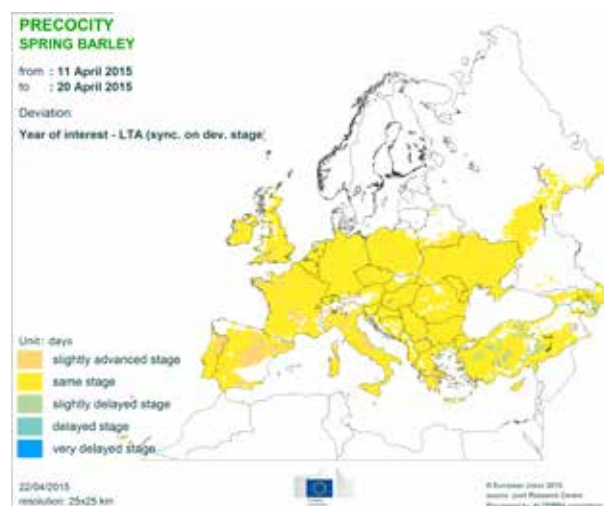 PRECOCITY
SPRING BARLEY
from : 11 April 2015
to : 20 April 2015
Deviation:
Year of interest - LTA (sync. on dev. stage
Unit: days
slightly advanced stage
same stage
slightly delayed stage
delayed stage
very delayed stage
22/04/2015
resolution: 25x25 km
© European Union 2015
source: Joint Research Centre